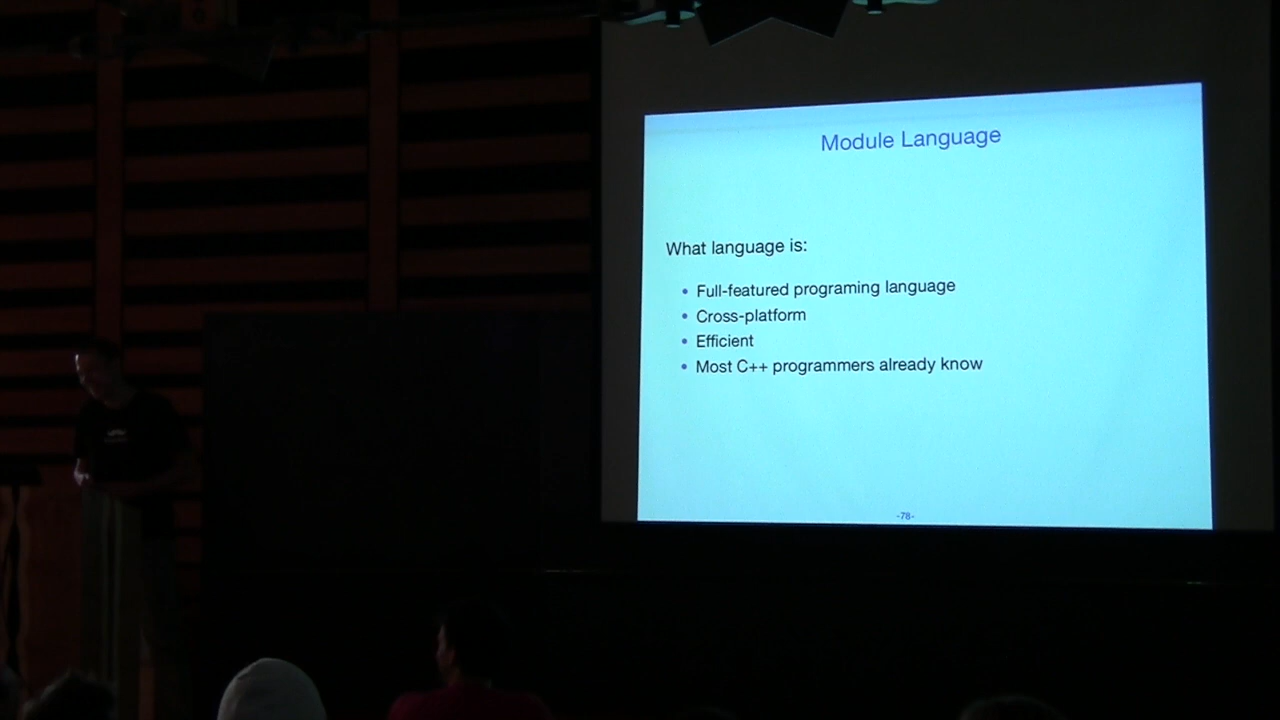 Module Language
What language is:
• Full-featured programing language
• Cross-platform
• Efficient
• Most C++ programmers already know
-78-